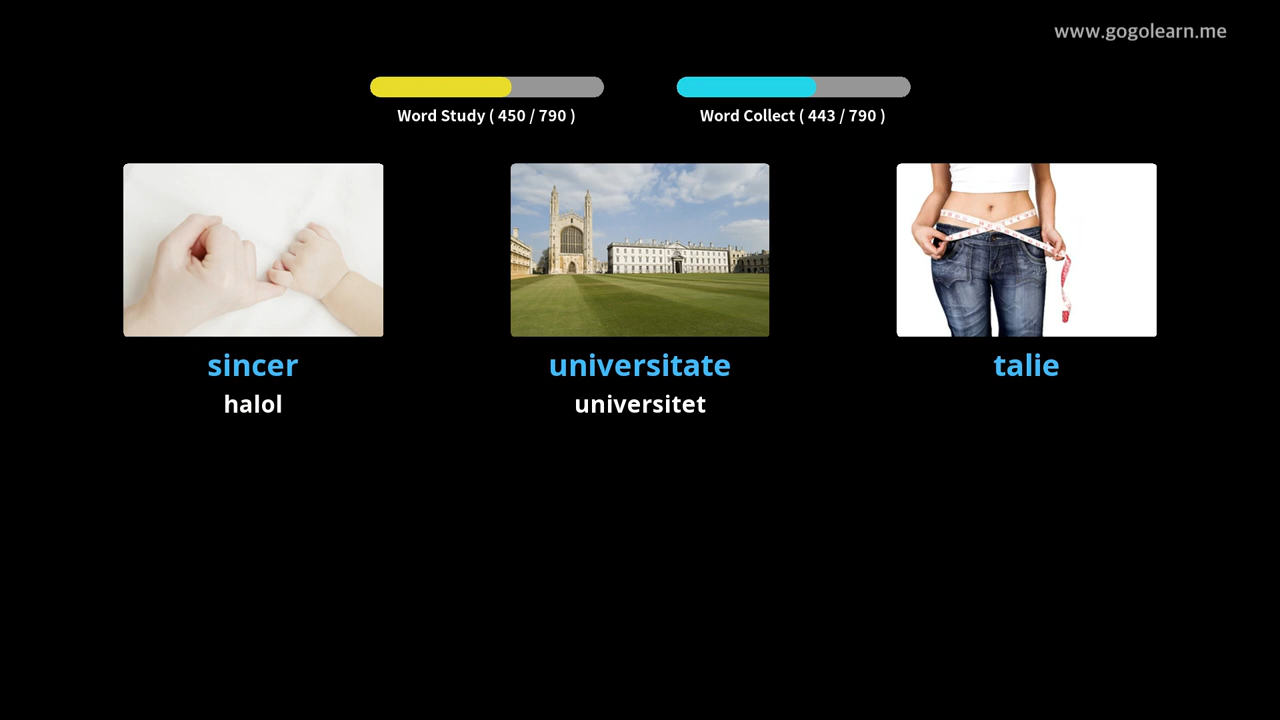 www.gogolearn.me
Word Study ( 450 / 790 )
Word Collect ( 443 / 790 )
sincer
halol
universitate
universitet
talie